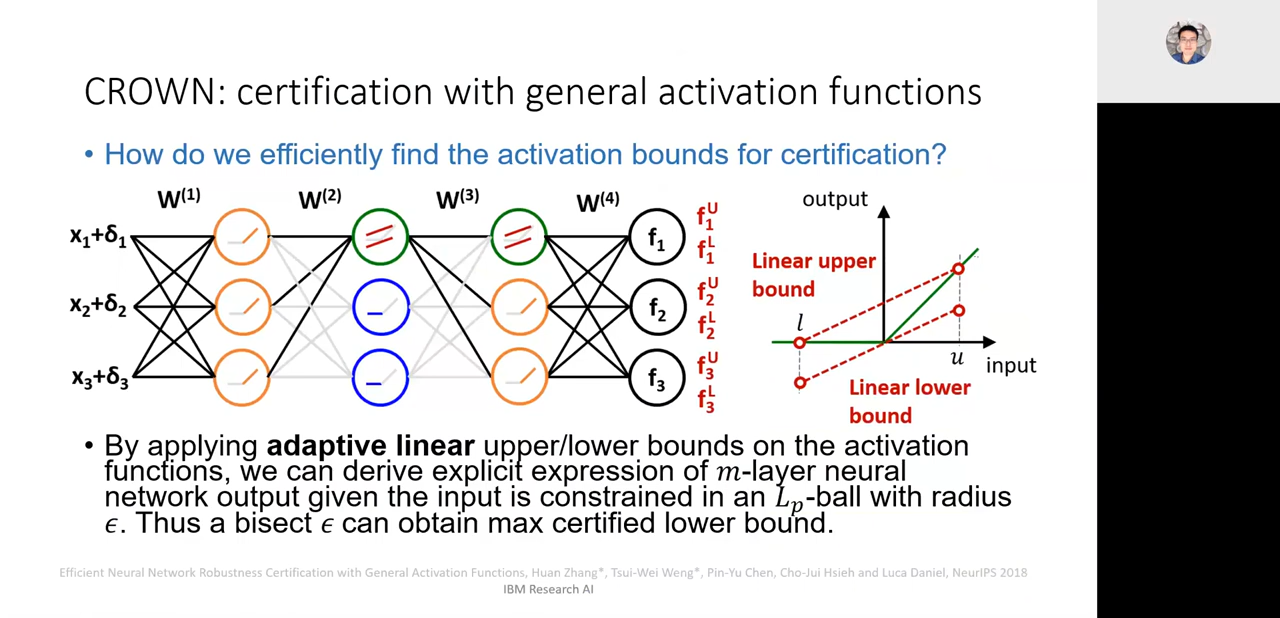 CROWN: certification with general activation functions
• How do we efficiently find the activation bounds for certification?
W(1) W(2) W(3) W(4)
x1+δ1
x2+δ2
x3+δ3
f1
f2
f3
f1U
f1L
f2U
f2L
f3U
f3L
output
Linear upper
bound
l
u
input
Linear lower
bound
• By applying adaptive linear upper/lower bounds on the activation
functions, we can derive explicit expression of m-layer neural
network output given the input is constrained in an Lp-ball with radius
ϵ. Thus a bisect ϵ can obtain max certified lower bound.
Efficient Neural Network Robustness Certification with General Activation Functions, Huan Zhang*, Tsui-Wei Weng*, Pin-Yu Chen, Cho-Jui Hsieh and Luca Daniel, NeurIPS 2018
IBM Research AI